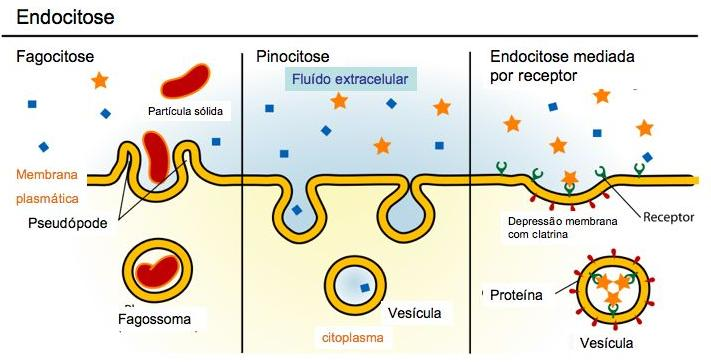 Endocitose
Fagocitose
Partícula sólida
Membrana
plasmática
Pseudópode
Fagossoma
Pinocitose
Fluído extracelular
Vesícula
citoplasma
Endocitose mediada
por receptor
Depressão membrana
com clatrina
Receptor
Proteína
Vesícula